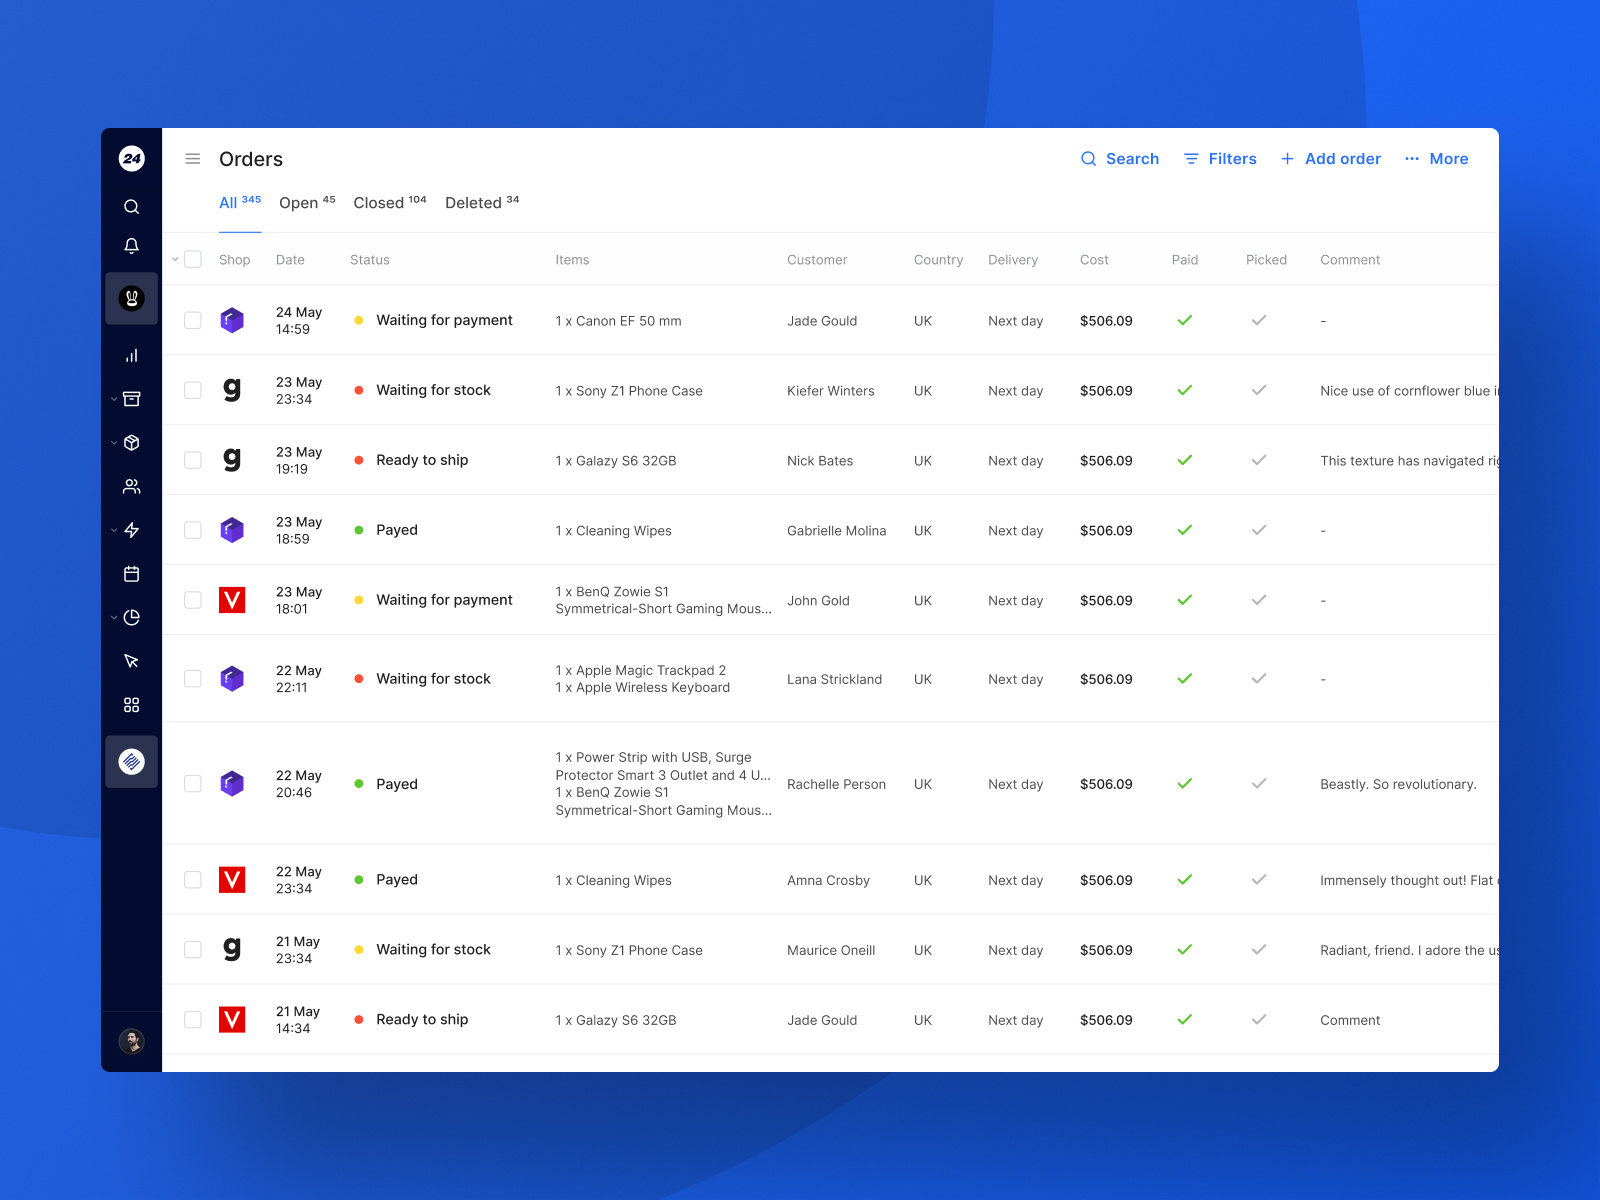 24
Orders
Search
Filters
Add order
More
All 345
Open 45
Closed 104
Deleted 34
Shop Date Status Items Customer Country Delivery Cost Paid Picked Comment
24 May
14:59
Waiting for payment
1 x Canon EF 50 mm
Jade Gould
UK
Next day
$506.09
-
g
23 May
23:34
Waiting for stock
1 x Sony Z1 Phone Case
Kiefer Winters
UK
Next day
$506.09
Nice use of cornflower blue
g
23 May
19:19
Ready to ship
1 x Galazy S6 32GB
Nick Bates
UK
Next day
$506.09
This texture has navigated
23 May
18:59
Payed
1 x Cleaning Wipes
Gabrielle Molina
UK
Next day
$506.09
-
V
23 May
18:01
Waiting for payment
1 x BenQ Zowie S1
Symmetrical-Short Gaming Mous...
John Gold
UK
Next day
$506.09
-
22 May
22:11
Waiting for stock
1 x Apple Magic Trackpad 2
1 x Apple Wireless Keyboard
Lana Strickland
UK
Next day
$506.09
-
22 May
20:46
Payed
1 x Power Strip with USB, Surge
Protector Smart 3 Outlet and 4 U...
1 x BenQ Zowie S1
Symmetrical-Short Gaming Mous...
Rachelle Person
UK
Next day
$506.09
Beastly. So revolutionary.
V
22 May
23:34
Payed
1 x Cleaning Wipes
Amna Crosby
UK
Next day
$506.09
Immensely thought out! Flat
g
21 May
23:34
Waiting for stock
1 x Sony Z1 Phone Case
Maurice Oneill
UK
Next day
$506.09
Radiant, friend. I adore the
V
21 May
14:34
Ready to ship
1 x Galazy S6 32GB
Jade Gould
UK
Next day
$506.09
Comment